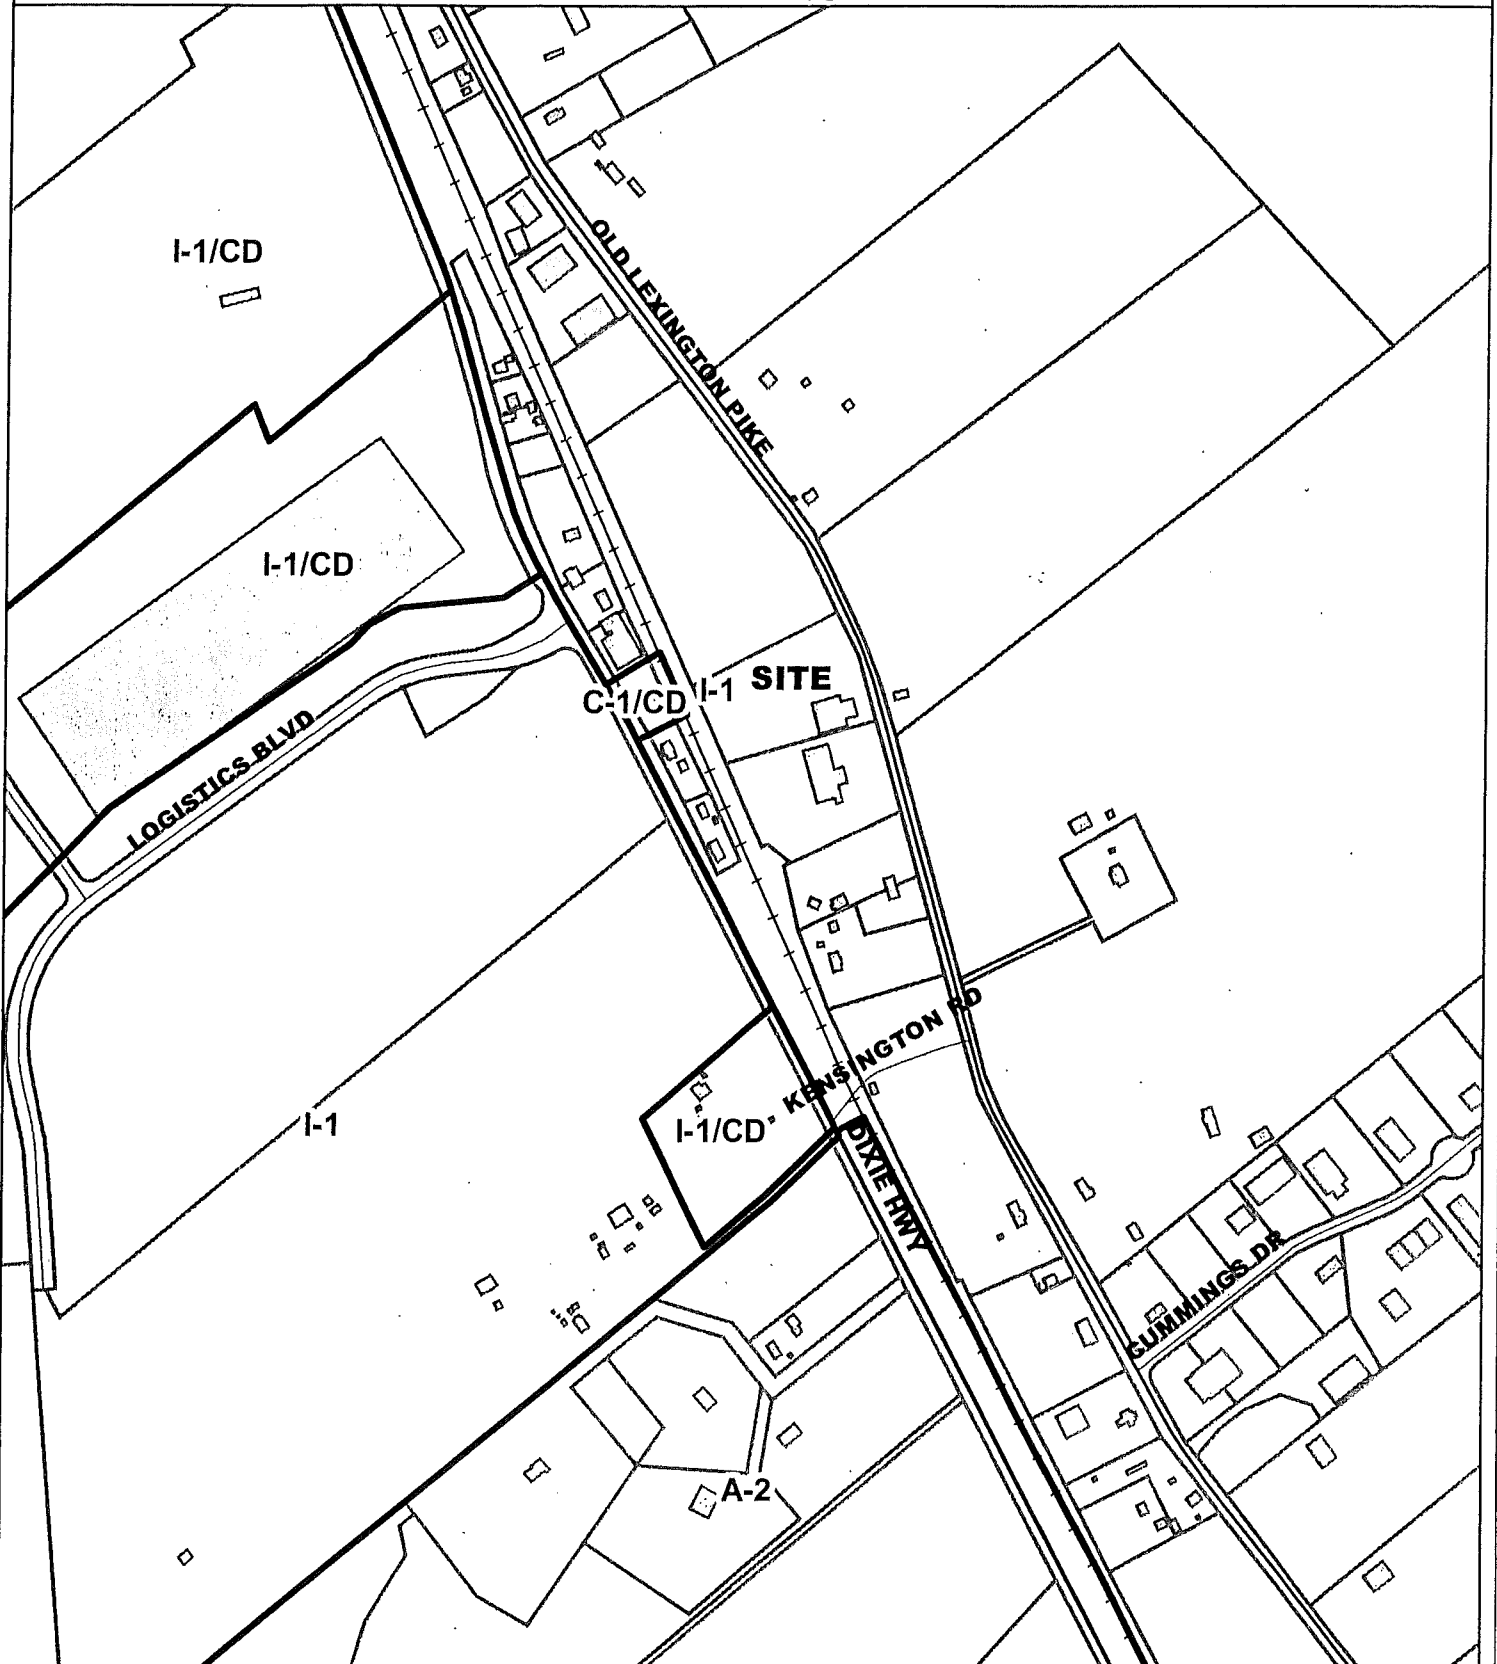 I-1/CD
OLD LEXINGTON PIKE
I-1/CD
SITE
I-1
C-1/CD
LOGISTICS BLVD
KENSINGTON RD
I-1
I-1/CD
DIXIE HWY
CUMMINGS DR
A-2